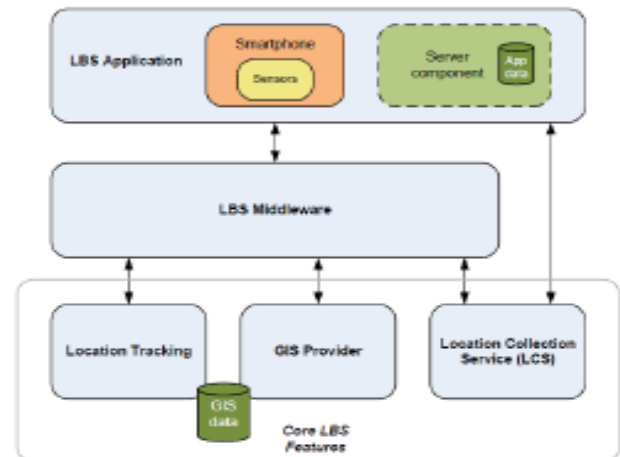 LBS Application
Smartphone
Sensors
Server
component
App
data
LBS Middleware
Location Tracking
GIS Provider
Location Collection
Service (LCS)
GIS
data
Core LBS
Features